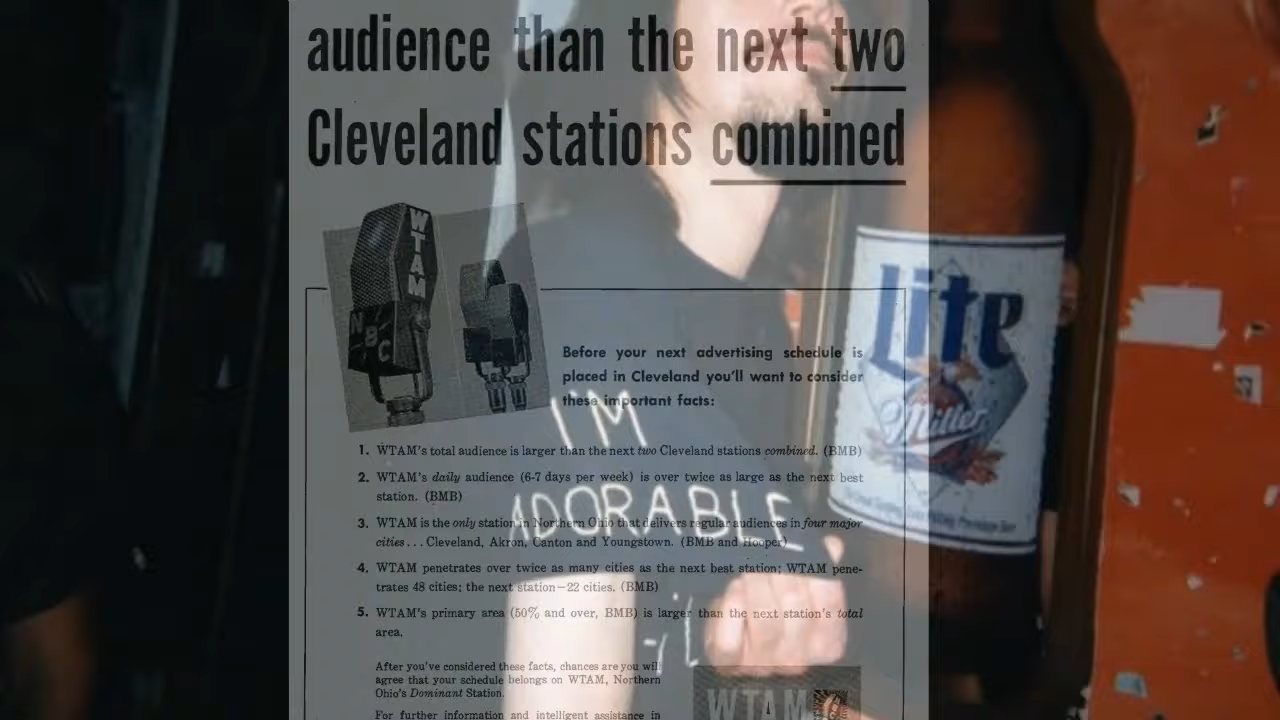 audience than the next two
Cleveland stations combined
WTAM
NBC
Before your next advertising schedule is
placed in Cleveland you'll want to consider
these important facts:
1. WTAM's total audience is larger than the next two Cleveland stations combined. (BMB)
2. WTAM's daily audience (6-7 days per week) is over twice as large as the next best
station. (BMB)
3. WTAM is the only station in Northern Ohio that delivers regular audiences in four major
cities... Cleveland, Akron, Canton and Youngstown. (BMB and Hooper)
4. WTAM penetrates over twice as many cities as the next best station; WTAM pene-
trates 48 cities; the next station—22 cities. (BMB)
5. WTAM's primary area (50% and over, BMB) is larger than the next station's total
area.
After you've considered these facts, chances are you will
agree that your schedule belongs on WTAM, Northern
Ohio's Dominant Station.
For further information and intelligent assistance in
WTAM
I'M
ADORABLE
Lite
Miller